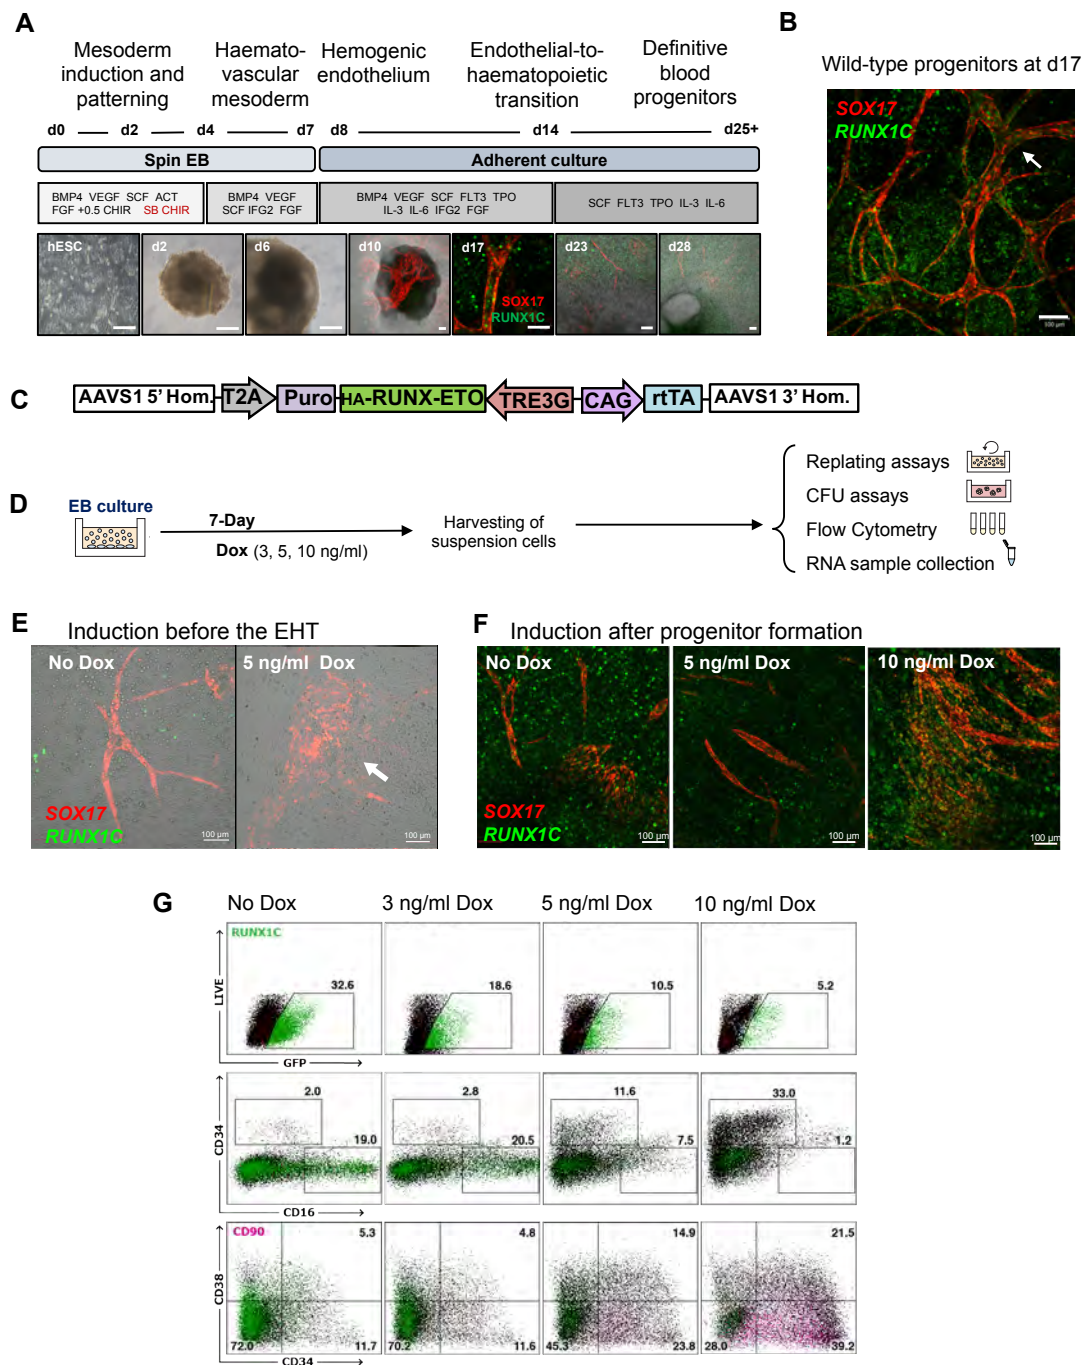 A
Mesoderm induction and patterning
Haemato-vascular mesoderm
Hemogenic endothelium
Endothelial-to-haematopoietic transition
Definitive blood progenitors
d0 d2 d4 d7 d8 d14 d25+
Spin EB
Adherent culture
BMP4 VEGF SCF ACT
FGF +0.5 CHIR SB CHIR
BMP4 VEGF
SCF IFG2 FGF
BMP4 VEGF SCF FLT3 TPO
IL-3 IL-6 IFG2 FGF
SCF FLT3 TPO IL-3 IL-6
hESC
d2
d6
d10
d17
SOX17
RUNX1C
d23
d28
B
Wild-type progenitors at d17
SOX17
RUNX1C
100 µm
C
AAVS1 5' Hom.
T2A
Puro
HA-RUNX-ETO
TRE3G
CAG
rtTA
AAVS1 3' Hom.
D
EB culture
7-Day
Dox (3, 5, 10 ng/ml)
Harvesting of
suspension cells
Replating assays
CFU assays
Flow Cytometry
RNA sample collection
E
Induction before the EHT
No Dox
SOX17
RUNX1C
100 µm
5 ng/ml Dox
100 µm
F
Induction after progenitor formation
No Dox
SOX17
RUNX1C
100 µm
5 ng/ml Dox
100 µm
10 ng/ml Dox
100 µm
G
No Dox
3 ng/ml Dox
5 ng/ml Dox
10 ng/ml Dox
RUNX1C
LIVE
32.6
18.6
10.5
5.2
GFP
CD34
2.0
19.0
2.8
20.5
11.6
7.5
33.0
1.2
CD16
CD90
CD38
5.3
72.0
11.7
4.8
70.2
11.6
14.9
45.3
23.8
21.5
28.0
39.2
CD34